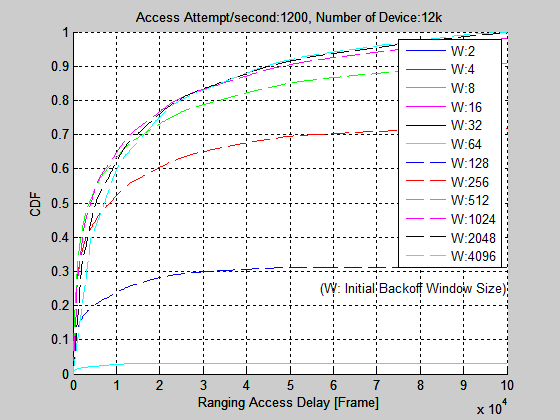 Access Attempt/second:1200, Number of Device:12k
1
0.9
0.8
0.7
0.6
0.5
0.4
0.3
0.2
0.1
0
CDF
W:2
W:4
W:8
W:16
W:32
W:64
W:128
W:256
W:512
W:1024
W:2048
W:4096
(W: Initial Backoff Window Size)
0 1 2 3 4 5 6 7 8 9 10
x 10^4
Ranging Access Delay [Frame]